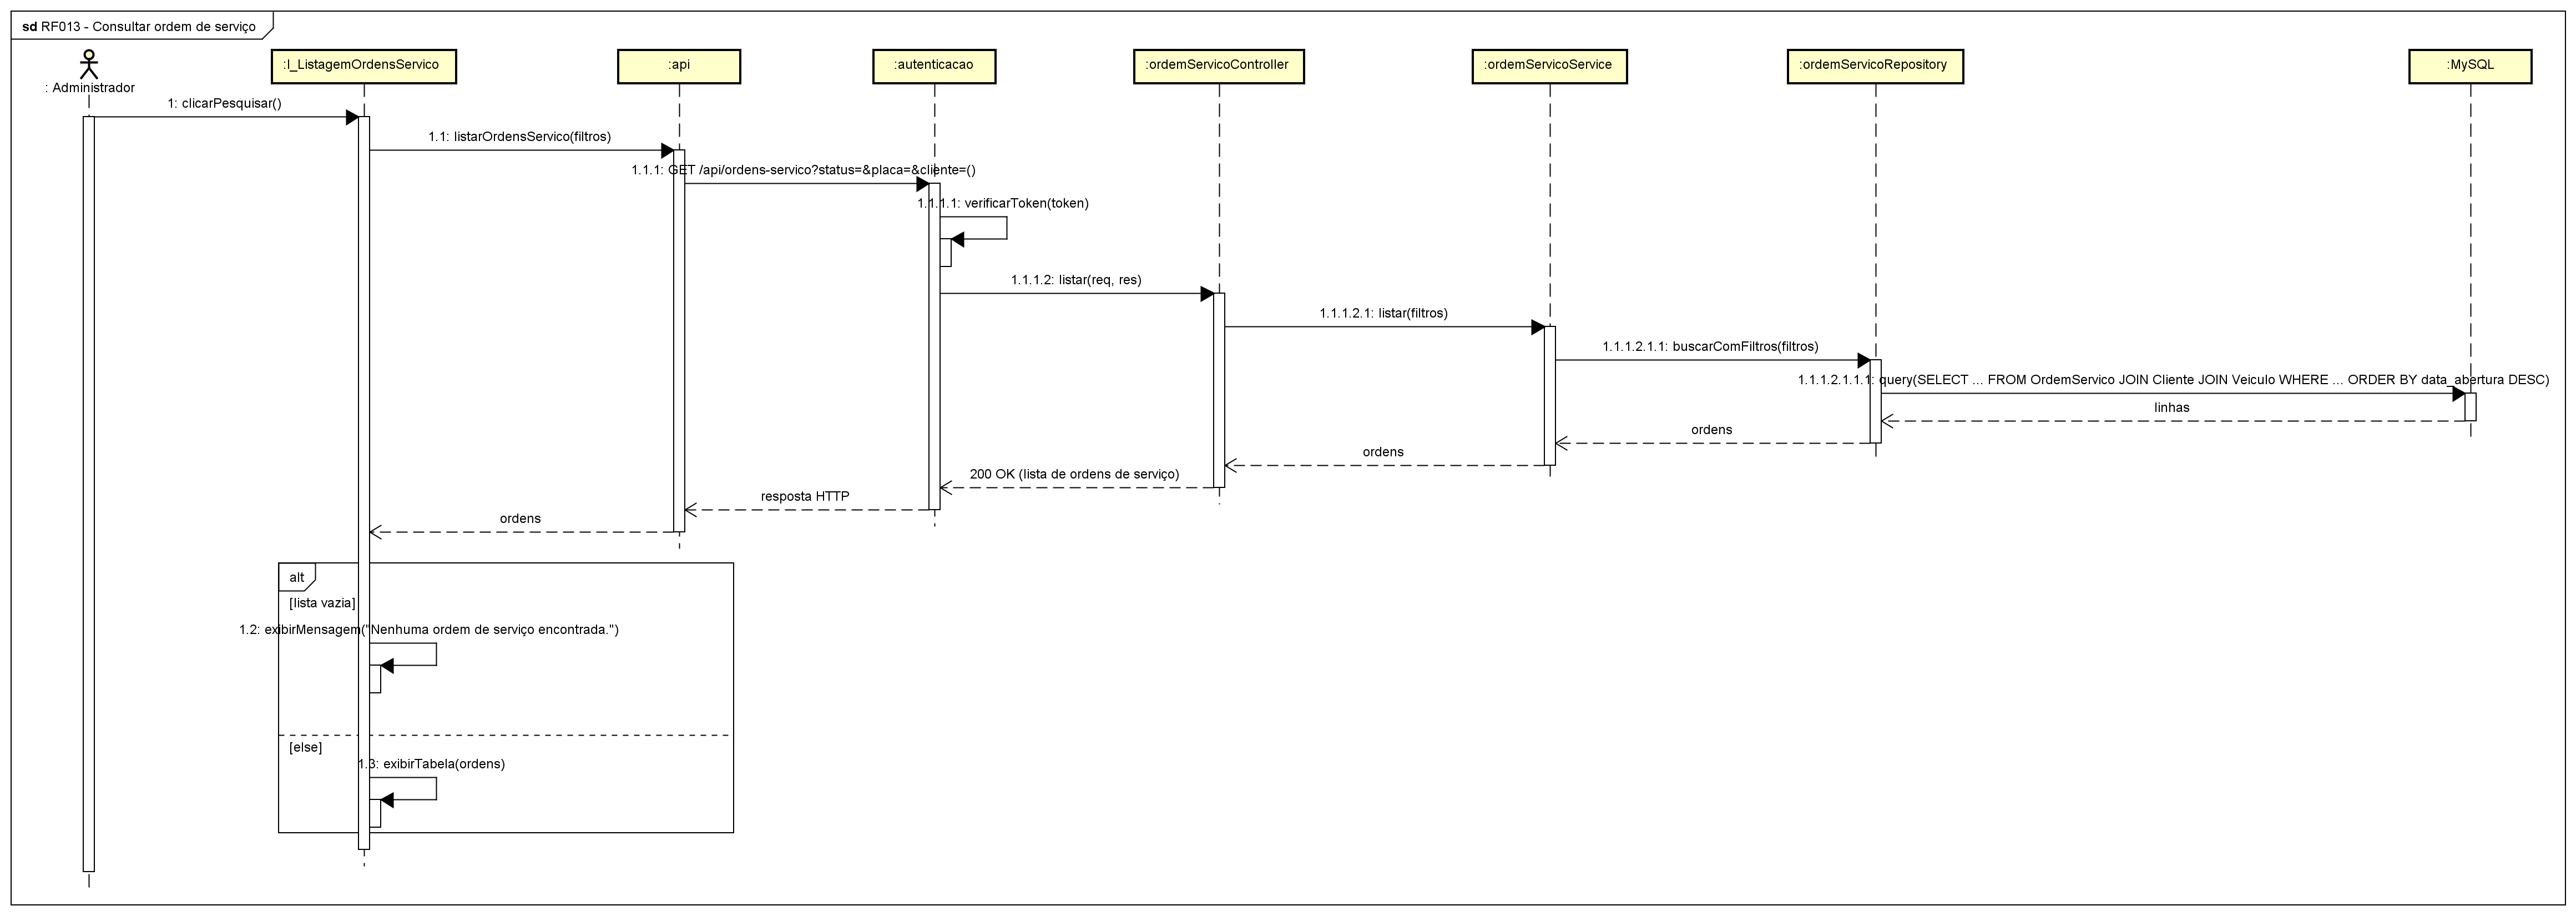 sd RF013 - Consultar ordem de serviço
: Administrador
:I_ListagemOrdensServico
:api
:autenticacao
:ordemServicoController
:ordemServicoService
:ordemServicoRepository
:MySQL
1: clicarPesquisar()
1.1: listarOrdensServico(filtros)
1.1.1: GET /api/ordens-servico?status=&placa=&cliente=()
1.1.1.1: verificarToken(token)
1.1.1.2: listar(req, res)
1.1.1.2.1: listar(filtros)
1.1.1.2.1.1: buscarComFiltros(filtros)
1.1.1.2.1.1.1: query(SELECT ... FROM OrdemServico JOIN Cliente JOIN Veiculo WHERE ... ORDER BY data_abertura DESC)
linhas
ordens
ordens
200 OK (lista de ordens de serviço)
resposta HTTP
ordens
alt
[lista vazia]
1.2: exibirMensagem("Nenhuma ordem de serviço encontrada.")
[else]
1.3: exibirTabela(ordens)